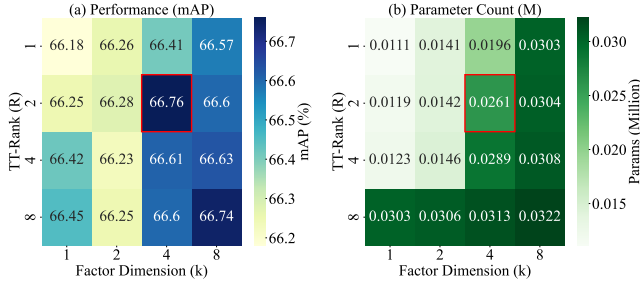 (a) Performance (mAP)
TT-Rank (R)
1 66.18 66.26 66.41 66.57
2 66.25 66.28 66.76 66.6
4 66.42 66.23 66.61 66.63
8 66.45 66.25 66.6 66.74
1 2 4 8
Factor Dimension (k)
66.7
66.6
66.5
66.4
66.3
66.2
mAP (%)
(b) Parameter Count (M)
TT-Rank (R)
1 0.0111 0.0141 0.0196 0.0303
2 0.0119 0.0142 0.0261 0.0304
4 0.0123 0.0146 0.0289 0.0308
8 0.0303 0.0306 0.0313 0.0322
1 2 4 8
Factor Dimension (k)
0.030
0.025
0.020
0.015
Params (Million)